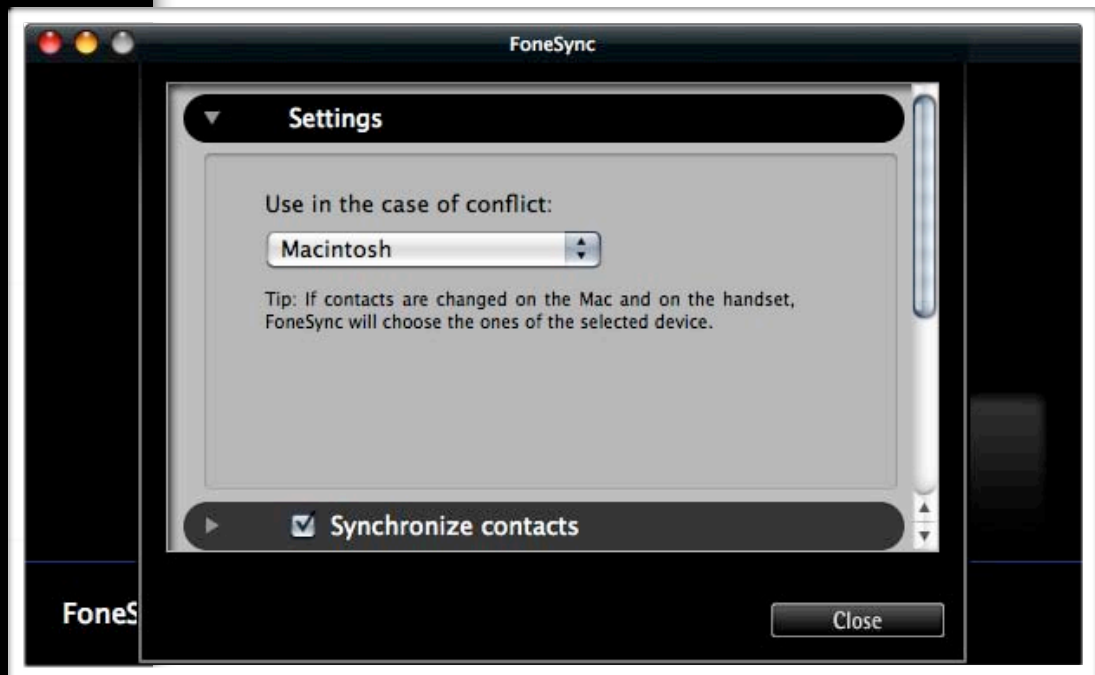 FoneSync
Settings
Use in the case of conflict:
Macintosh
Tip: If contacts are changed on the Mac and on the handset,
FoneSync will choose the ones of the selected device.
Synchronize contacts
FoneS
Close